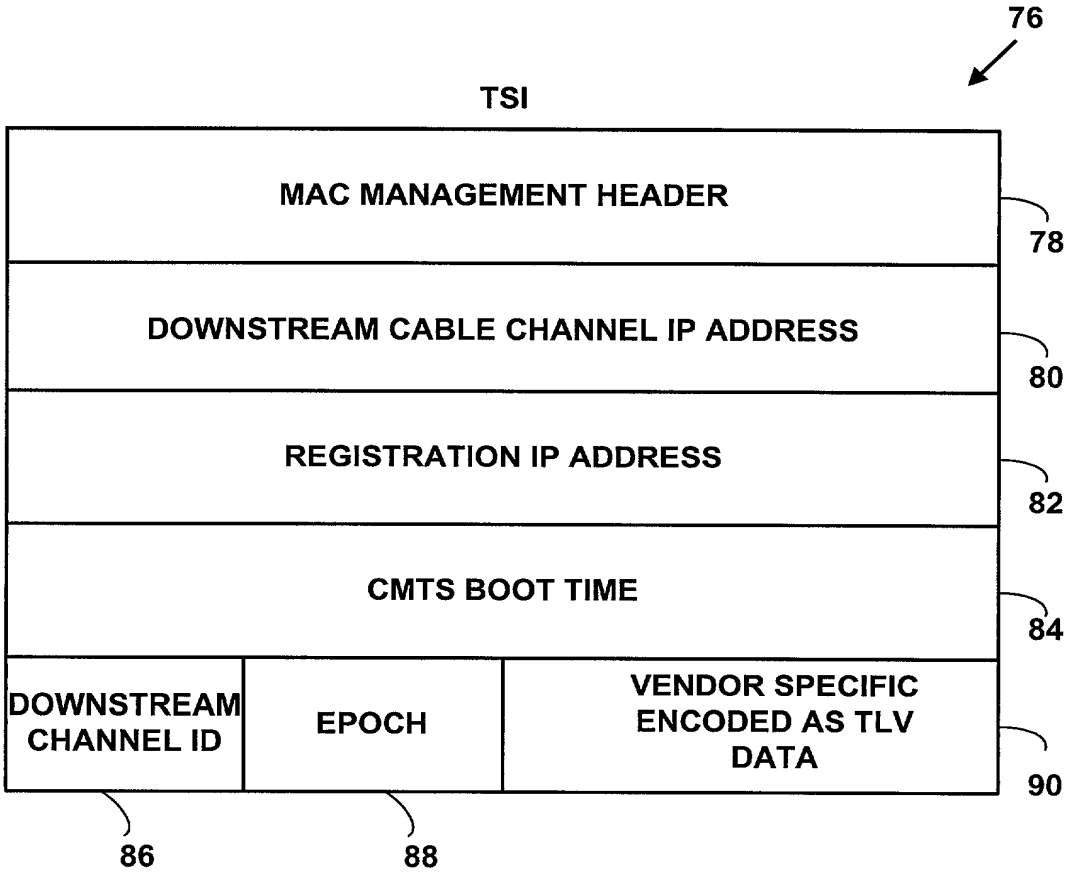 76
TSI
MAC MANAGEMENT HEADER
78
DOWNSTREAM CABLE CHANNEL IP ADDRESS
80
REGISTRATION IP ADDRESS
82
CMTS BOOT TIME
84
DOWNSTREAM
CHANNEL ID
EPOCH
VENDOR SPECIFIC
ENCODED AS TLV
DATA
90
86
88